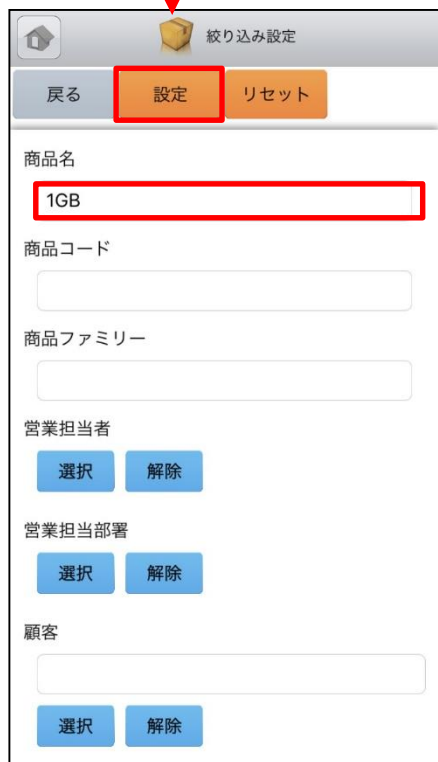 絞り込み設定
戻る 設定 リセット
商品名
1GB
商品コード
商品ファミリー
営業担当者
選択 解除
営業担当部署
選択 解除
顧客
選択 解除